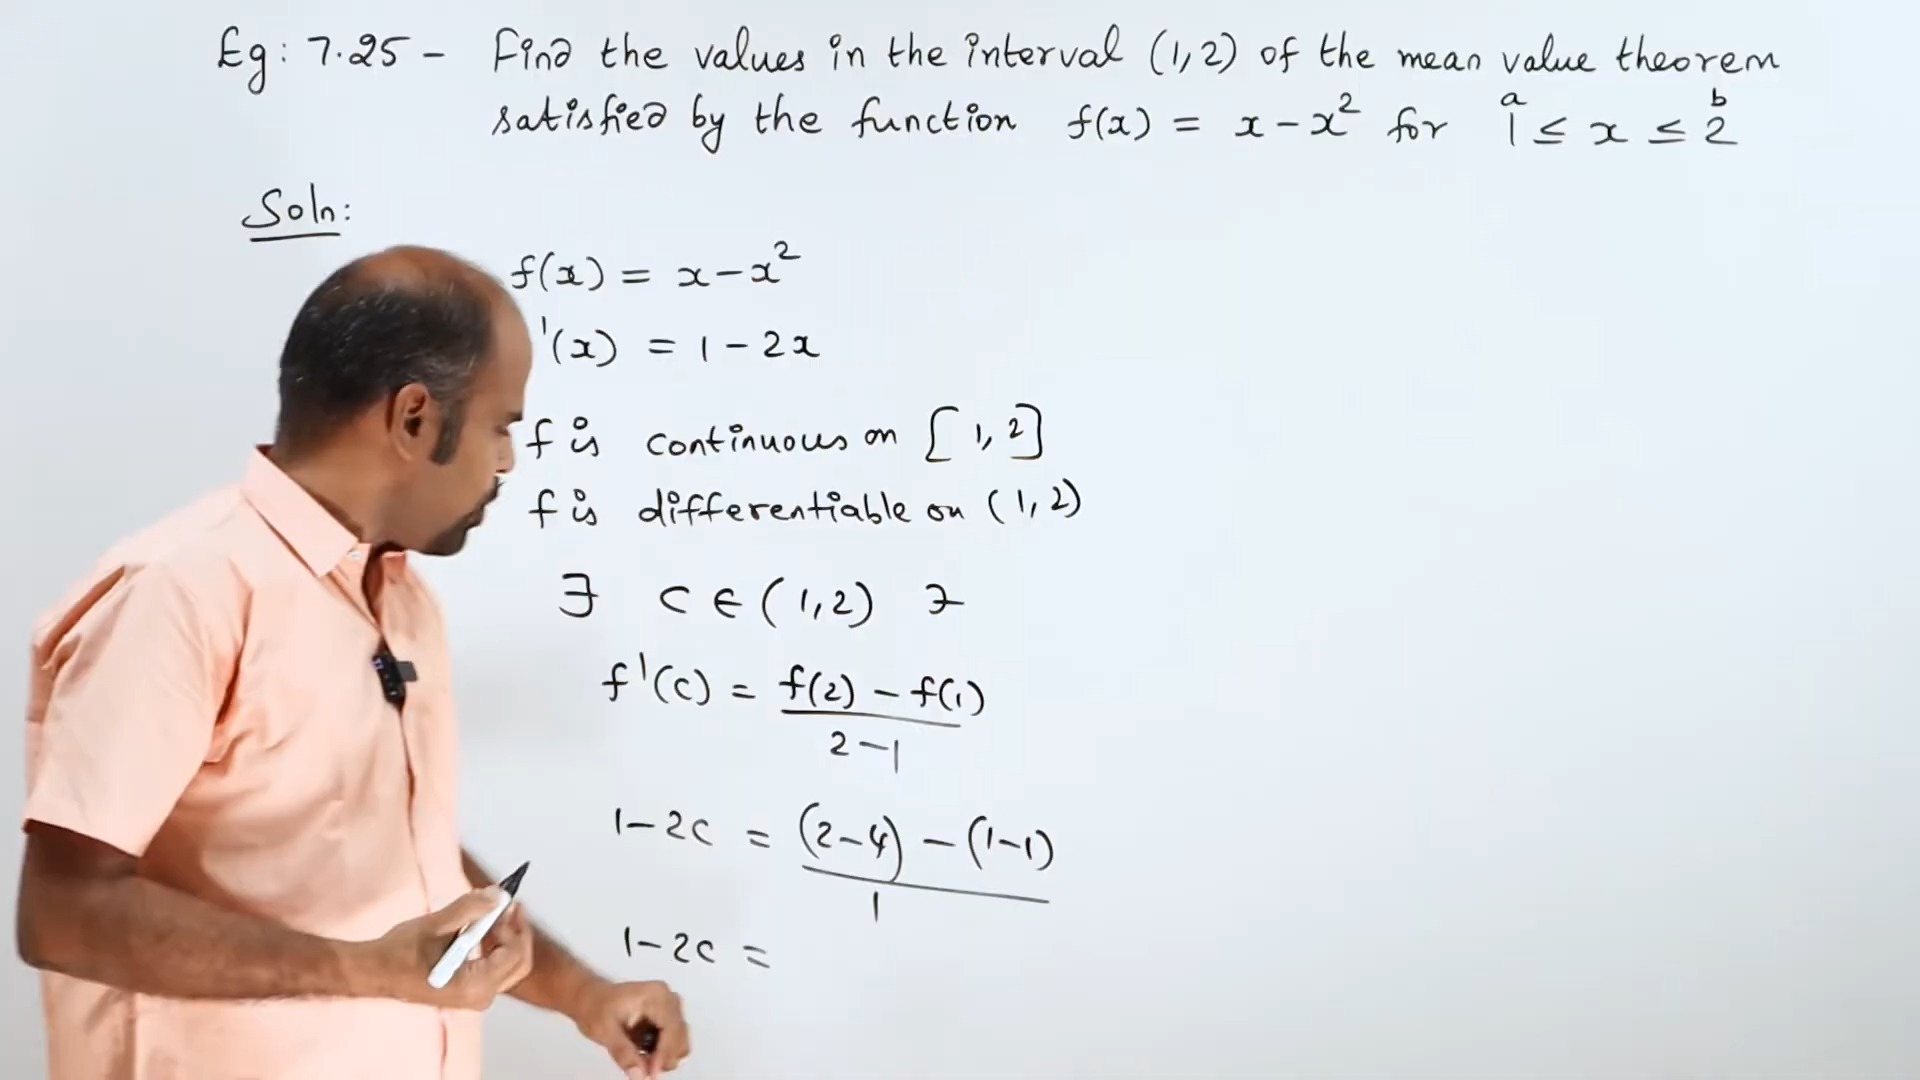 Eg: 7.25 - Find the values in the interval (1,2) of the mean value theorem
a b
satisfied by the function f(x) = x - x² for 1 ≤ x ≤ 2
Soln:
f(x) = x - x²
'(x) = 1 - 2x
f is continuous on [1,2]
f is differentiable on (1,2)
∃ c ∈ (1,2) ∋
f'(c) = f(2) - f(1)
2-1
1-2c = (2-4) - (1-1)
1
1-2c =